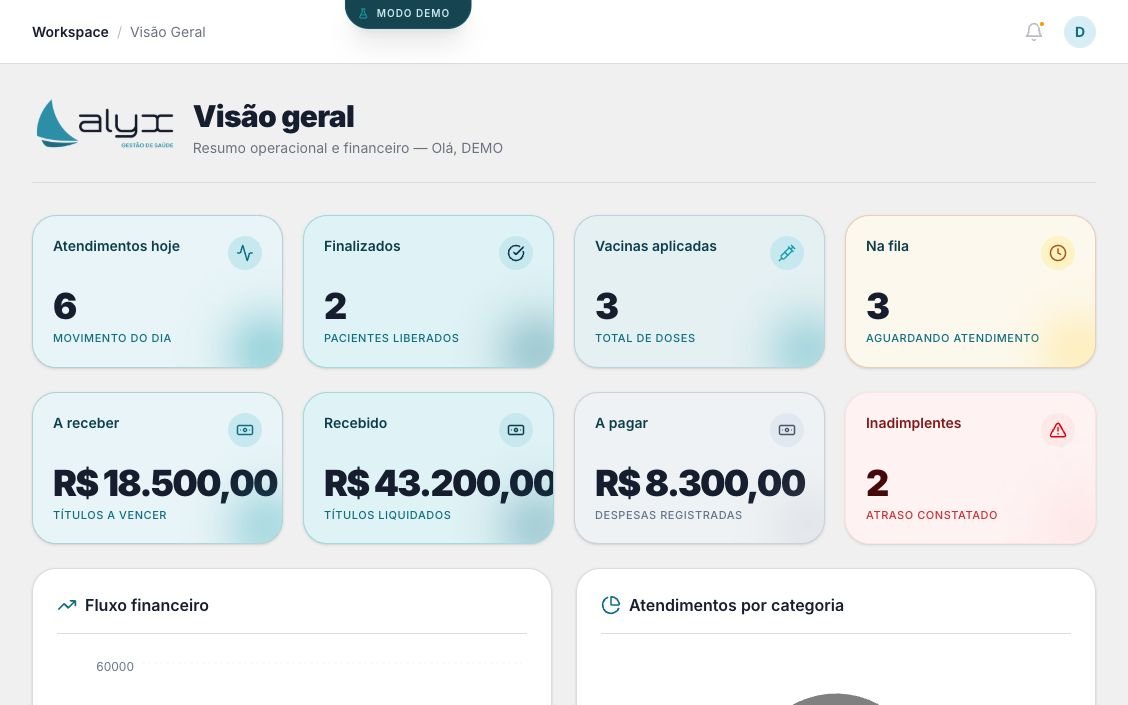 MODO DEMO
Workspace / Visão Geral
D
alyx
GESTÃO DE SAÚDE
Visão geral
Resumo operacional e financeiro — Olá, DEMO
Atendimentos hoje
6
MOVIMENTO DO DIA
Finalizados
2
PACIENTES LIBERADOS
Vacinas aplicadas
3
TOTAL DE DOSES
Na fila
3
AGUARDANDO ATENDIMENTO
A receber
R$ 18.500,00
TÍTULOS A VENCER
Recebido
R$ 43.200,00
TÍTULOS LIQUIDADOS
A pagar
R$ 8.300,00
DESPESAS REGISTRADAS
Inadimplentes
2
ATRASO CONSTATADO
Fluxo financeiro
60000
Atendimentos por categoria